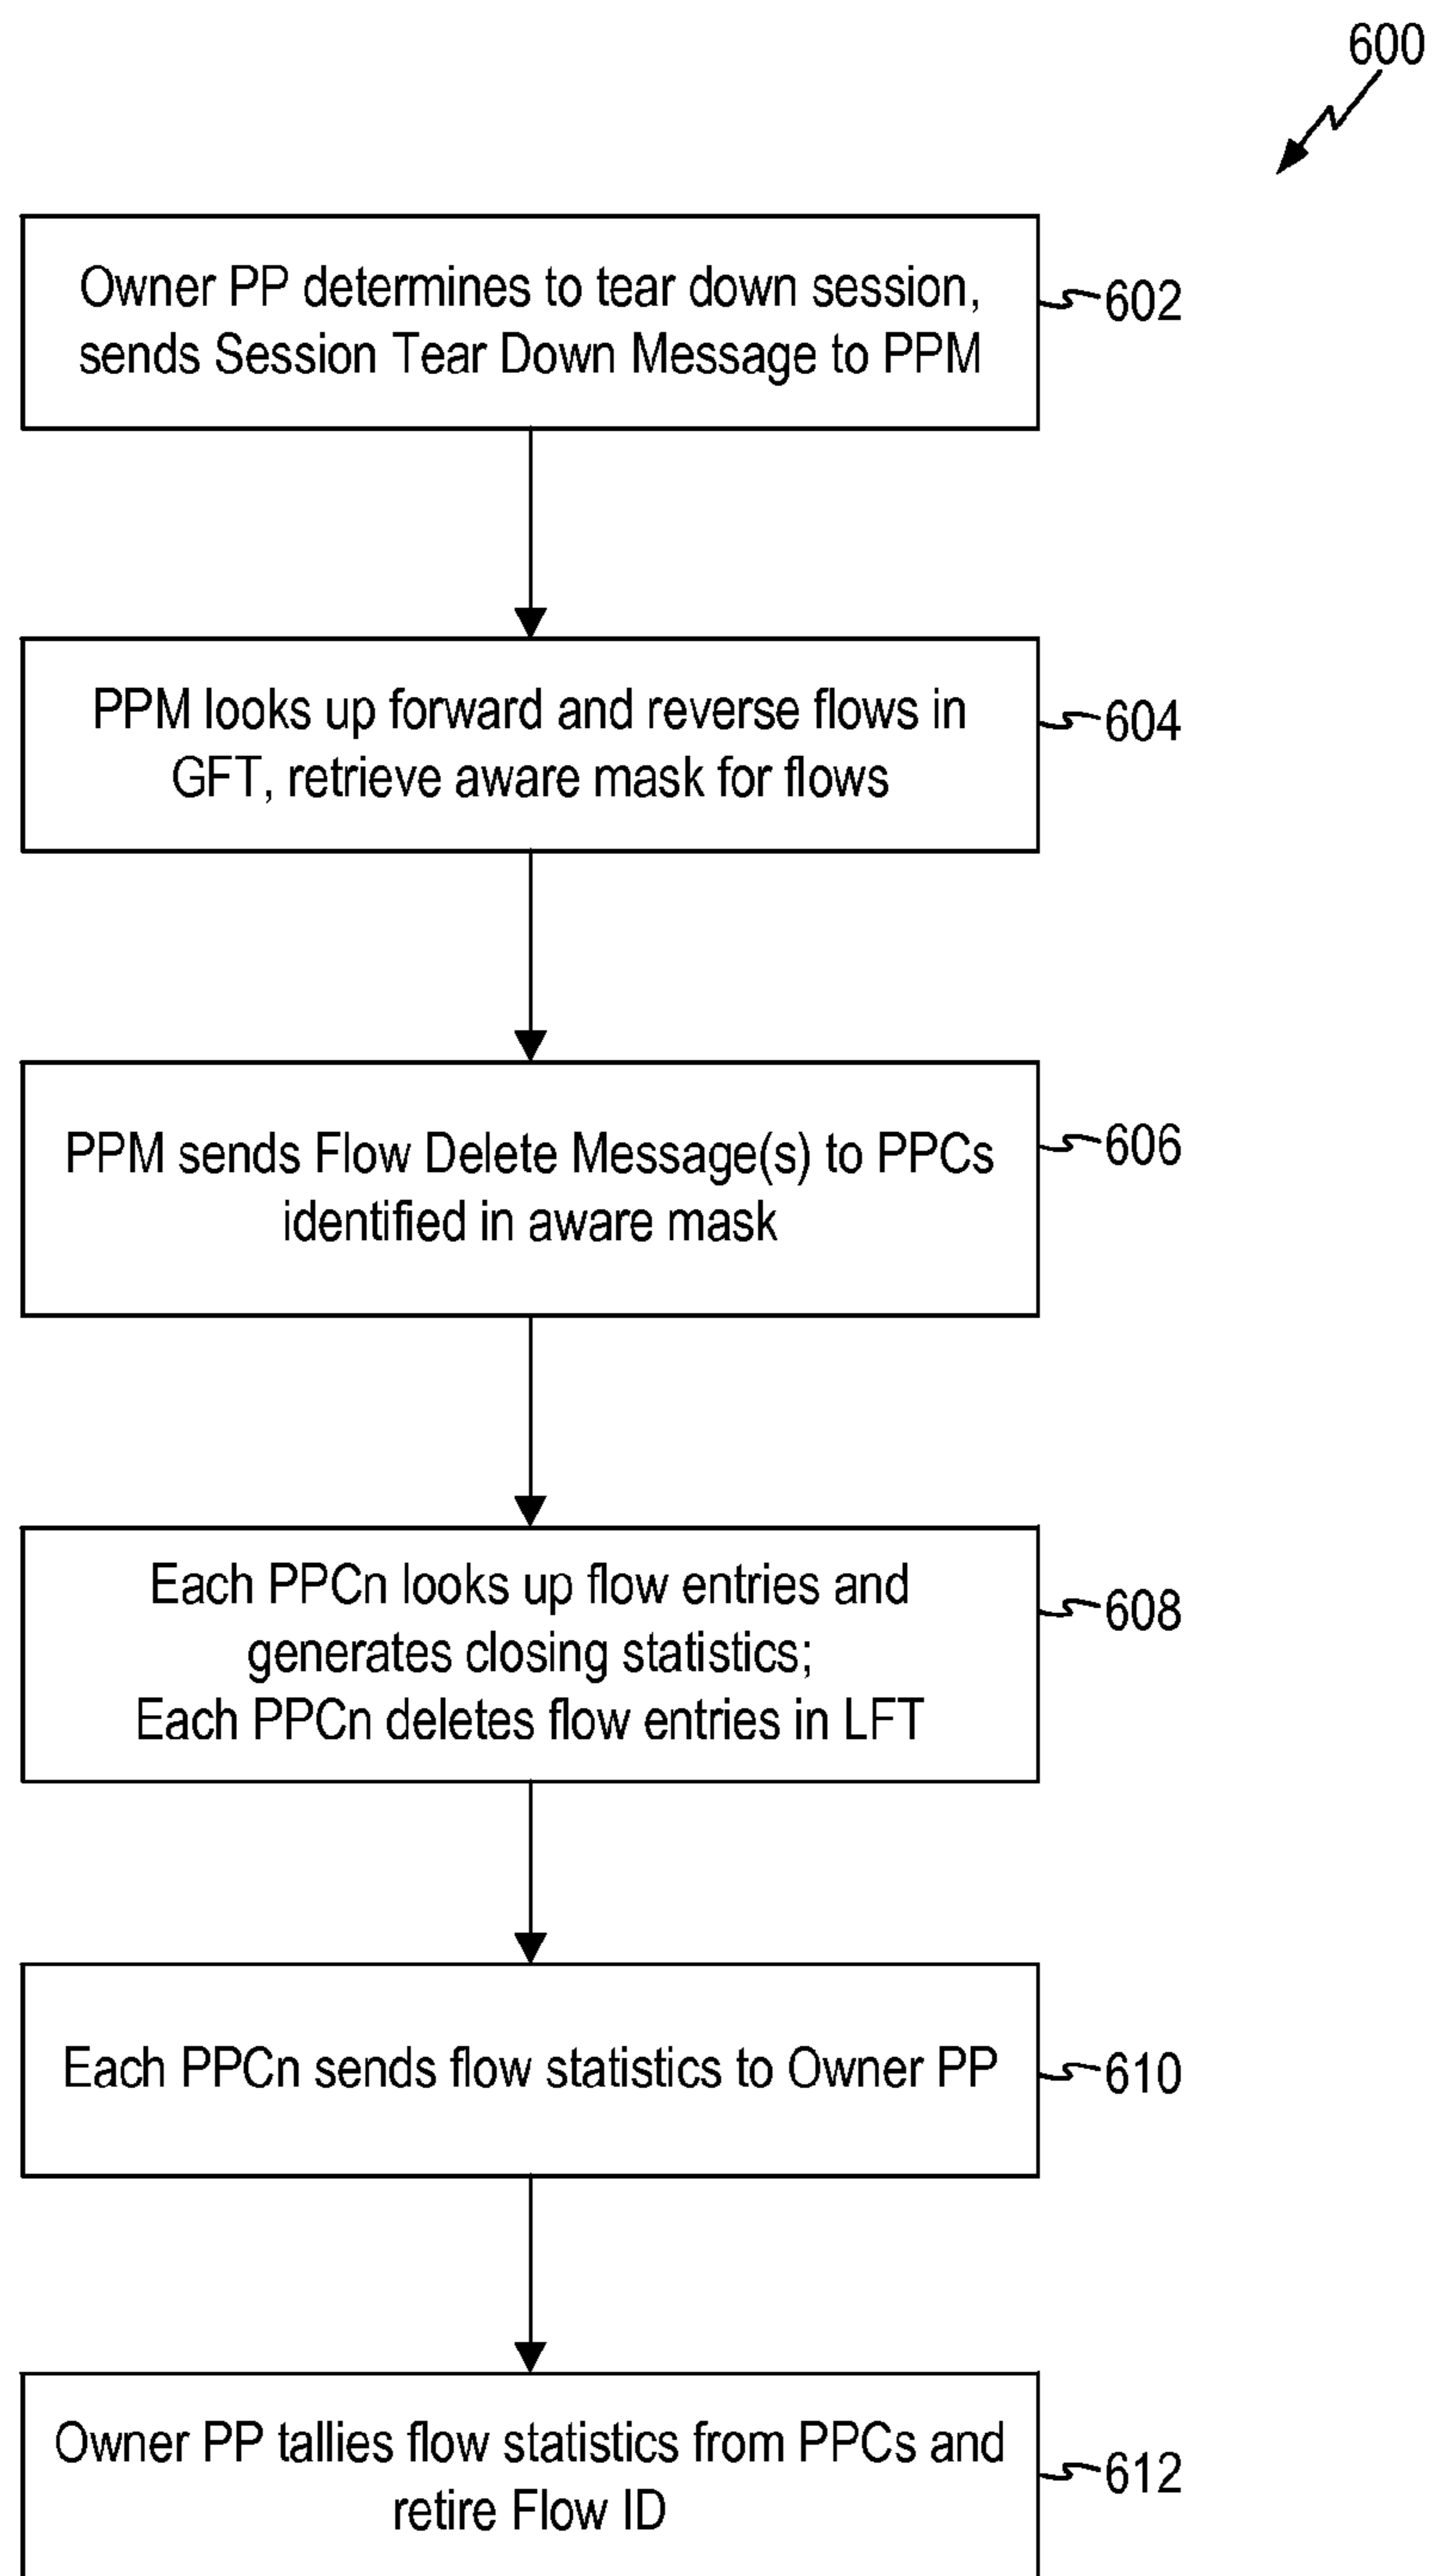 600
Owner PP determines to tear down session,
sends Session Tear Down Message to PPM
602
PPM looks up forward and reverse flows in
GFT, retrieve aware mask for flows
604
PPM sends Flow Delete Message(s) to PPCs
identified in aware mask
606
Each PPCn looks up flow entries and
generates closing statistics;
Each PPCn deletes flow entries in LFT
608
Each PPCn sends flow statistics to Owner PP
610
Owner PP tallies flow statistics from PPCs and
retire Flow ID
612